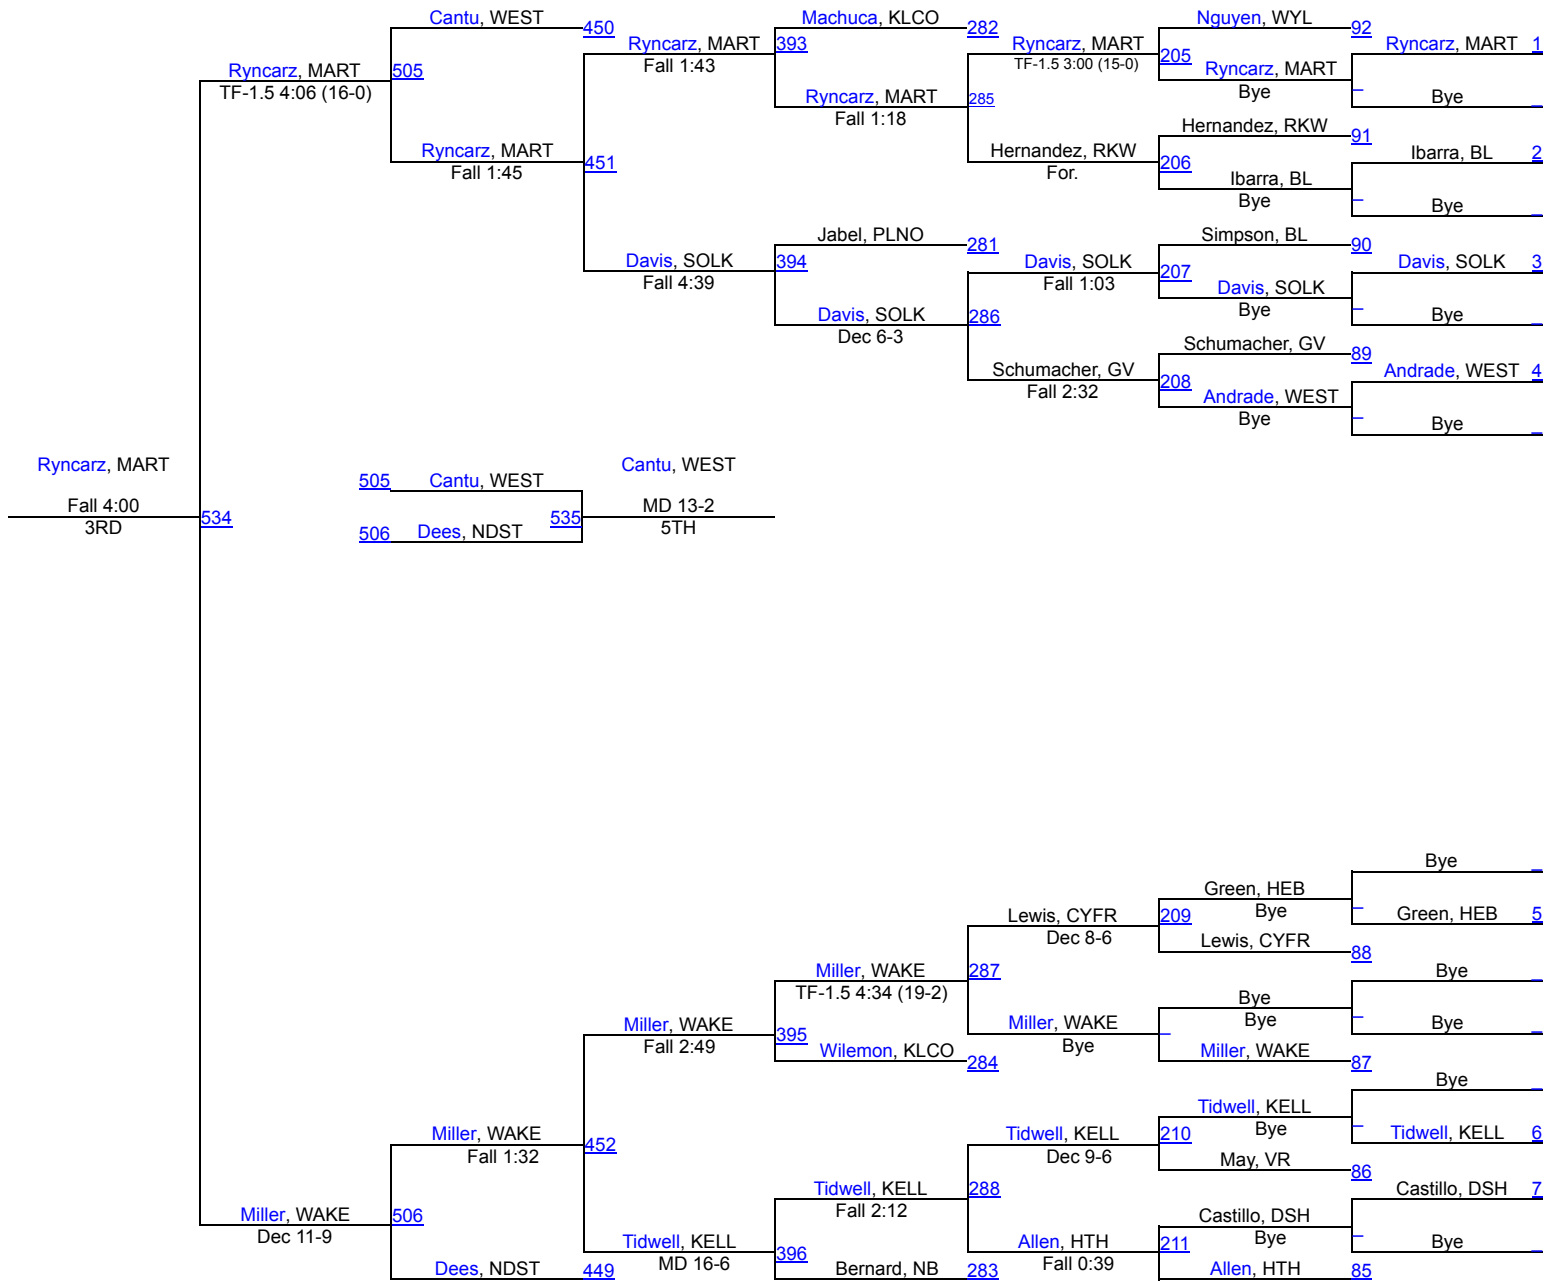 Cantu, WEST
450
Machuca, KLCO
282
Nguyen, WYL
92
Ryncarz, MART
393
Ryncarz, MART
Ryncarz, MART 1
Fall 1:43
TF-1.5 3:00 (15-0)
205
Ryncarz, MART
505
Ryncarz, MART
TF-1.5 4:06 (16-0)
Ryncarz, MART
285
Bye
Bye
Fall 1:18
Hernandez, RKW
91
Ryncarz, MART
Hernandez, RKW
Ibarra, BL 2
Fall 1:45
451
For.
206
Ibarra, BL
Bye
Bye
Jabel, PLNO
281
Simpson, BL
90
Davis, SOLK
394
Davis, SOLK
Davis, SOLK 3
Fall 4:39
Fall 1:03
207
Davis, SOLK
Davis, SOLK
286
Bye
Bye
Dec 6-3
Schumacher, GV
89
Schumacher, GV
Andrade, WEST 4
Fall 2:32
208
Andrade, WEST
Bye
Bye
Ryncarz, MART
Cantu, WEST
505 Cantu, WEST
Fall 4:00
MD 13-2
534
535
3RD
506 Dees, NDST
5TH
Bye
Green, HEB
Lewis, CYFR
209
Bye
Green, HEB 5
Dec 8-6
Lewis, CYFR
88
Miller, WAKE
287
Bye
TF-1.5 4:34 (19-2)
Bye
Miller, WAKE
Miller, WAKE
Bye
Bye
Fall 2:49
395
Wilemon, KLCO
284
Bye
Miller, WAKE
87
Bye
Tidwell, KELL
Miller, WAKE
452
Tidwell, KELL
210
Bye
Tidwell, KELL 6
Fall 1:32
Dec 9-6
May, VR
86
Tidwell, KELL
288
Castillo, DSH 7
Fall 2:12
Miller, WAKE
506
Castillo, DSH
Dec 11-9
Tidwell, KELL
Allen, HTH
211
Bye
Bye
MD 16-6
396
Fall 0:39
Dees, NDST
449
Bernard, NB
283
Allen, HTH
85